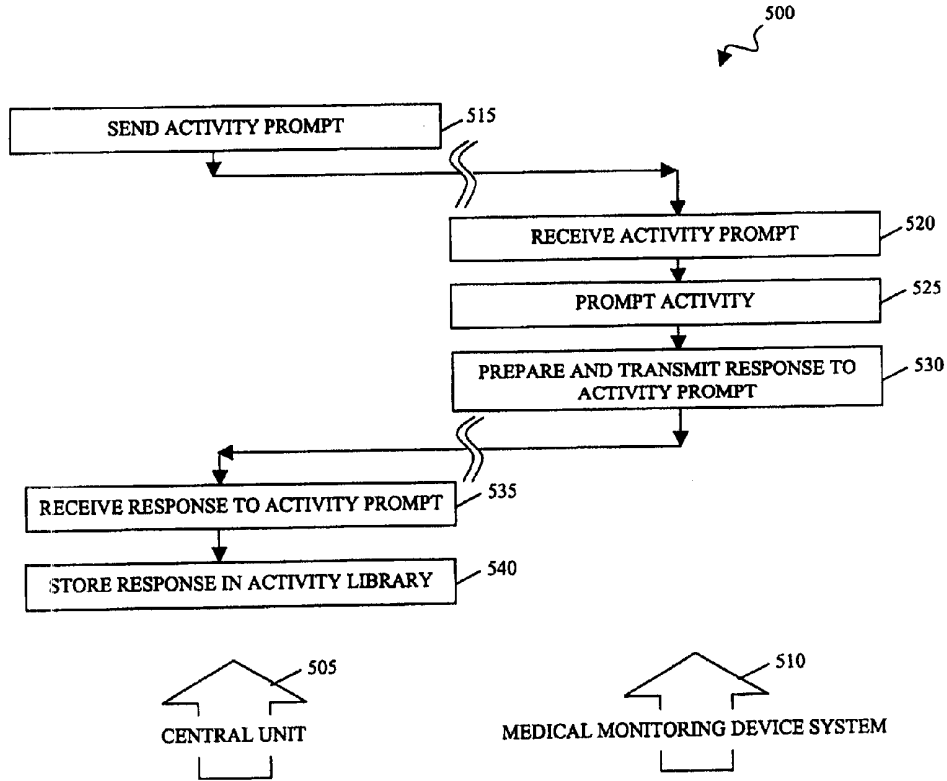 500
SEND ACTIVITY PROMPT
515
RECEIVE ACTIVITY PROMPT
520
PROMPT ACTIVITY
525
PREPARE AND TRANSMIT RESPONSE TO
ACTIVITY PROMPT
530
RECEIVE RESPONSE TO ACTIVITY PROMPT
535
STORE RESPONSE IN ACTIVITY LIBRARY
540
505
CENTRAL UNIT
510
MEDICAL MONITORING DEVICE SYSTEM